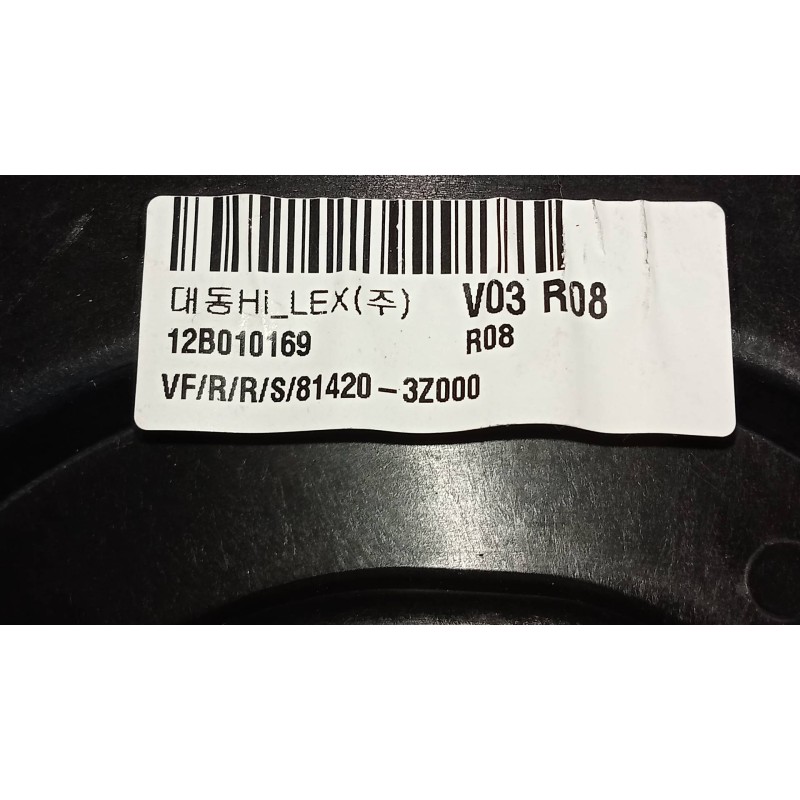 대동Hi_LEX(주) V03 R08
12B010169 R08
VF/R/R/S/81420-3Z000